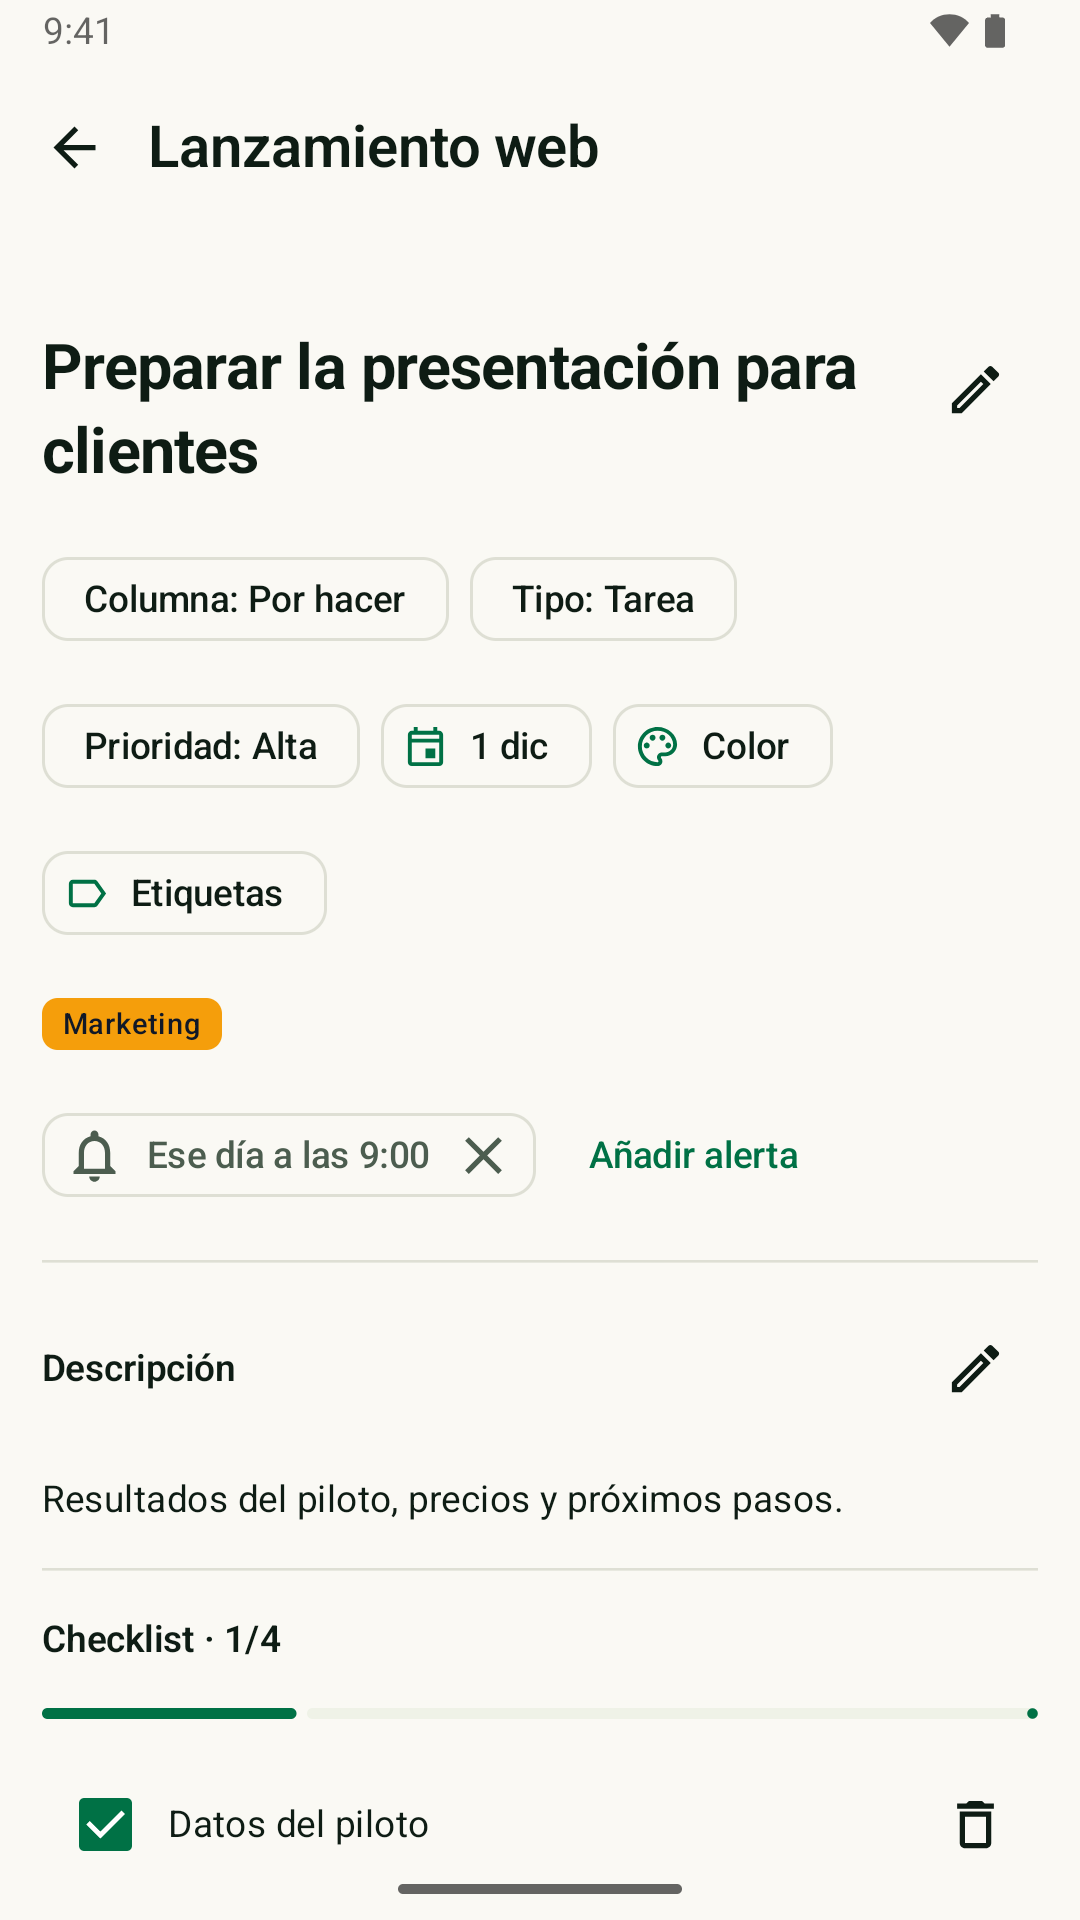 9:41
Lanzamiento web
Preparar la presentación para
clientes
Columna: Por hacer
Tipo: Tarea
Prioridad: Alta
1 dic
Color
Etiquetas
Marketing
Ese día a las 9:00
Añadir alerta
Descripción
Resultados del piloto, precios y próximos pasos.
Checklist · 1/4
Datos del piloto